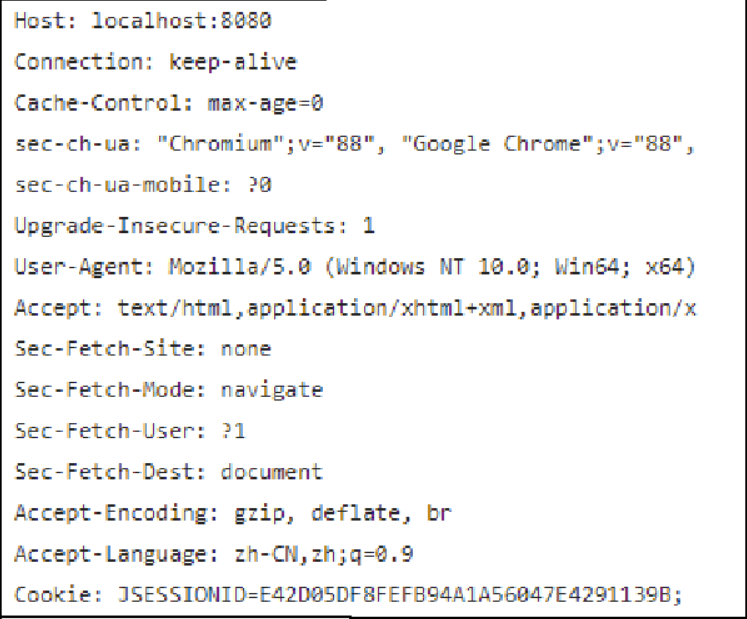 Host: localhost:8080
Connection: keep-alive
Cache-Control: max-age=0
sec-ch-ua: "Chromium";v="88", "Google Chrome";v="88",
sec-ch-ua-mobile: ?0
Upgrade-Insecure-Requests: 1
User-Agent: Mozilla/5.0 (Windows NT 10.0; Win64; x64)
Accept: text/html,application/xhtml+xml,application/x
Sec-Fetch-Site: none
Sec-Fetch-Mode: navigate
Sec-Fetch-User: ?1
Sec-Fetch-Dest: document
Accept-Encoding: gzip, deflate, br
Accept-Language: zh-CN,zh;q=0.9
Cookie: JSESSIONID=E42D05DF8FEFB94A1A56047E4291139B;